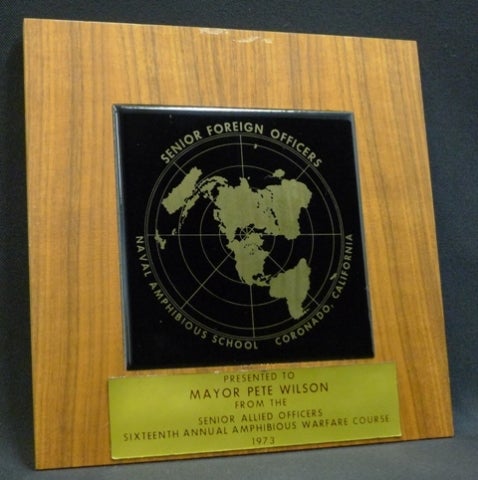 SENIOR FOREIGN OFFICERS
NAVAL AMPHIBIOUS SCHOOL CORONADO, CALIFORNIA
PRESENTED TO
MAYOR PETE WILSON
FROM THE
SENIOR ALLIED OFFICERS
SIXTEENTH ANNUAL AMPHIBIOUS WARFARE COURSE
1973